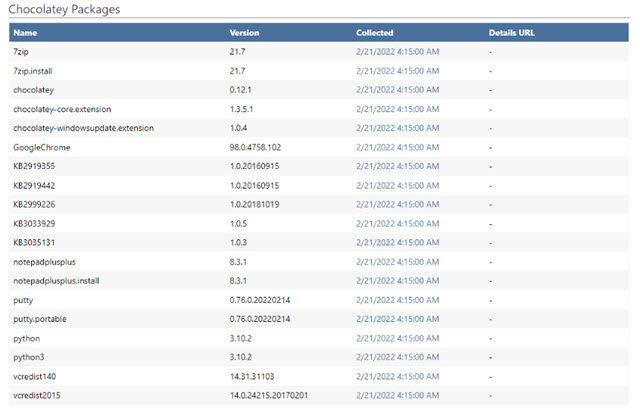 Chocolatey Packages
Name Version Collected Details URL
7zip 21.7 2/21/2022 4:15:00 AM -
7zip.install 21.7 2/21/2022 4:15:00 AM -
chocolatey 0.12.1 2/21/2022 4:15:00 AM -
chocolatey-core.extension 1.3.5.1 2/21/2022 4:15:00 AM -
chocolatey-windowsupdate.extension 1.0.4 2/21/2022 4:15:00 AM -
GoogleChrome 98.0.4758.102 2/21/2022 4:15:00 AM -
KB2919355 1.0.20160915 2/21/2022 4:15:00 AM -
KB2919442 1.0.20160915 2/21/2022 4:15:00 AM -
KB2999226 1.0.20181019 2/21/2022 4:15:00 AM -
KB3033929 1.0.5 2/21/2022 4:15:00 AM -
KB3035131 1.0.3 2/21/2022 4:15:00 AM -
notepadplusplus 8.3.1 2/21/2022 4:15:00 AM -
notepadplusplus.install 8.3.1 2/21/2022 4:15:00 AM -
putty 0.76.0.20220214 2/21/2022 4:15:00 AM -
putty.portable 0.76.0.20220214 2/21/2022 4:15:00 AM -
python 3.10.2 2/21/2022 4:15:00 AM -
python3 3.10.2 2/21/2022 4:15:00 AM -
vcredist140 14.31.31103 2/21/2022 4:15:00 AM -
vcredist2015 14.0.24215.20170201 2/21/2022 4:15:00 AM -